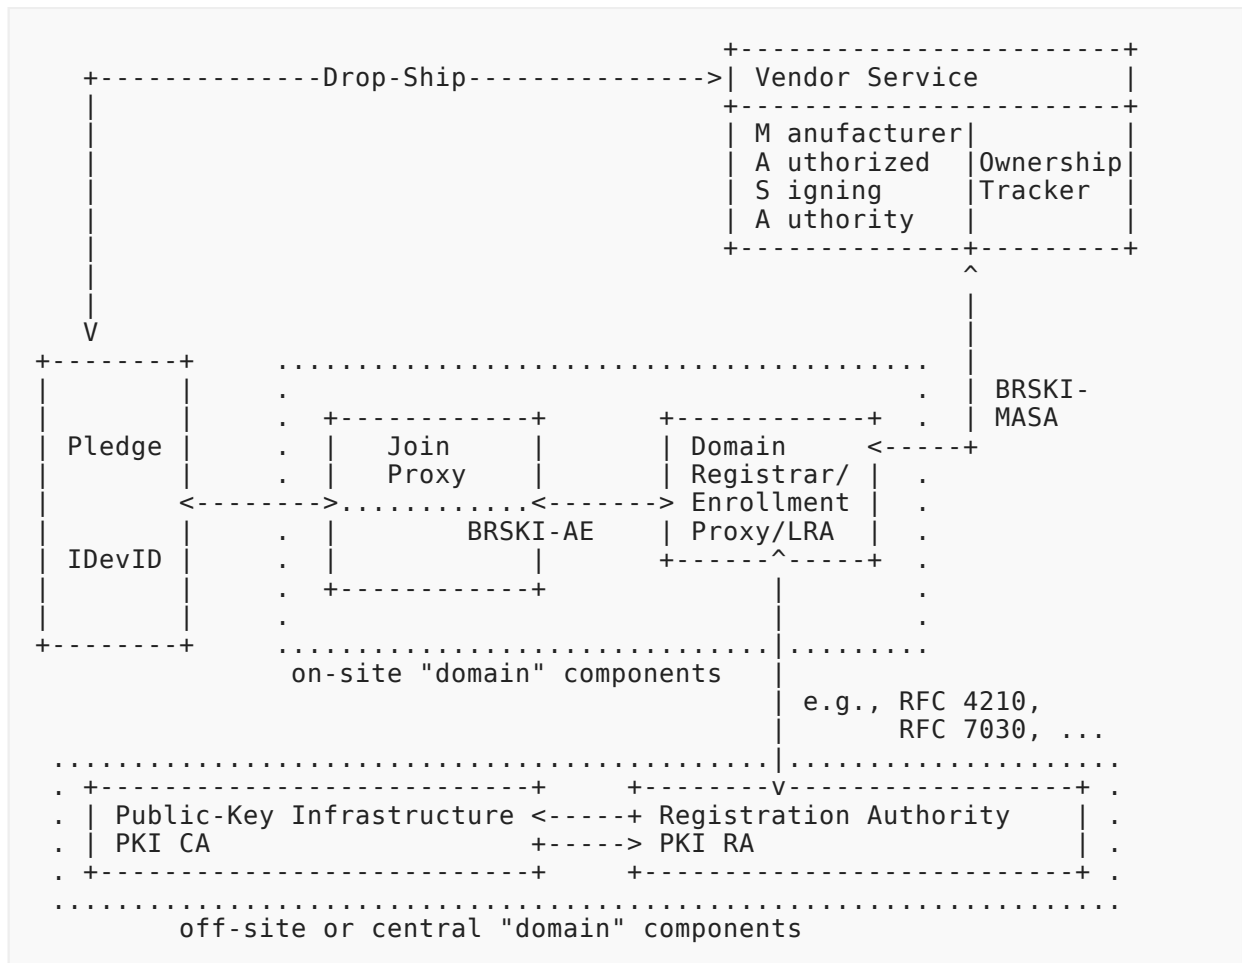 +------------------------+
   +--------------Drop-Ship--------------->| Vendor Service         |
   |                                       +------------------------+
   |                                       | M anufacturer|         |
   |                                       | A uthorized  |Ownership|
   |                                       | S igning     |Tracker  |
   |                                       | A uthority   |         |
   |                                       +--------------+---------+
   |                                                      ^
   |                                                      |
   V                                                      |
+--------+     .........................................  |
|        |     .                                       .  | BRSKI-
|        |     .  +------------+       +------------+  .  | MASA
| Pledge |     .  |   Join     |       | Domain     <-----+
|        |     .  |   Proxy    |       | Registrar/ |  .
|        <-------->............<-------> Enrollment |  .
|        |     .  |        BRSKI-AE    | Proxy/LRA  |  .
| IDevID |     .  |            |       +------^-----+  .
|        |     .  +------------+              |        .
|        |     .                              |        .
+--------+     ...............................|.........
                on-site "domain" components   |
                                              | e.g., RFC 4210,
                                              |       RFC 7030, ...
 .............................................|.....................
 . +---------------------------+     +--------v------------------+ .
 . | Public-Key Infrastructure <-----+ Registration Authority    | .
 . | PKI CA                    +-----> PKI RA                    | .
 . +---------------------------+     +---------------------------+ .
 ...................................................................
         off-site or central "domain" components